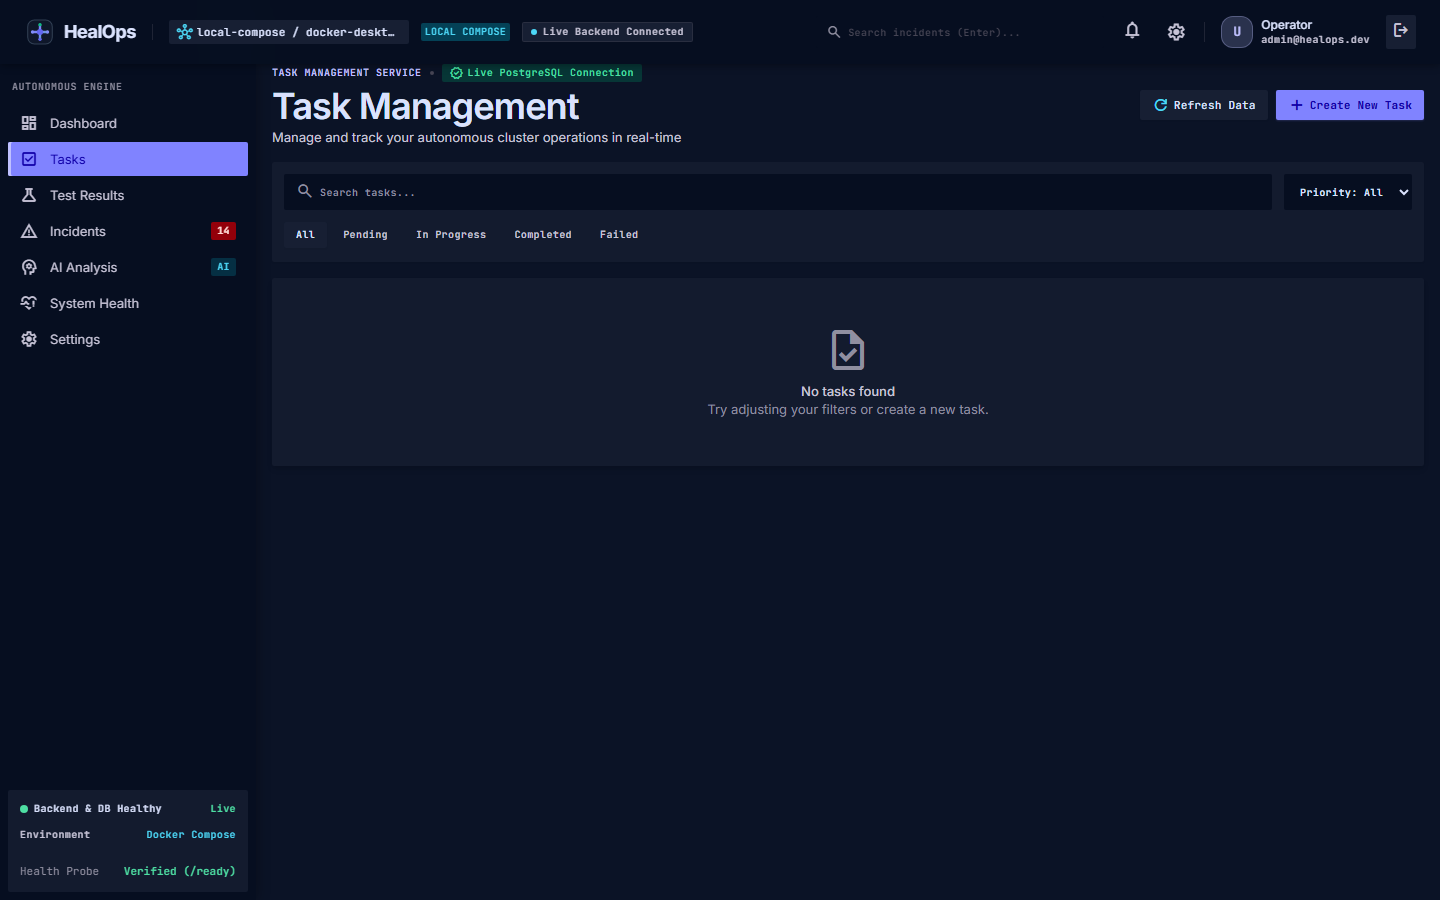 HealOps
local-compose / docker-deskt…
LOCAL COMPOSE
Live Backend Connected
Search incidents (Enter)...
U
Operator
admin@healops.dev
AUTONOMOUS ENGINE
Dashboard
Tasks
Test Results
Incidents
14
AI Analysis
AI
System Health
Settings
Backend & DB Healthy
Live
Environment
Docker Compose
Health Probe
Verified (/ready)
TASK MANAGEMENT SERVICE
Live PostgreSQL Connection
Task Management
Manage and track your autonomous cluster operations in real-time
Refresh Data
Create New Task
Search tasks...
Priority: All
All
Pending
In Progress
Completed
Failed
No tasks found
Try adjusting your filters or create a new task.